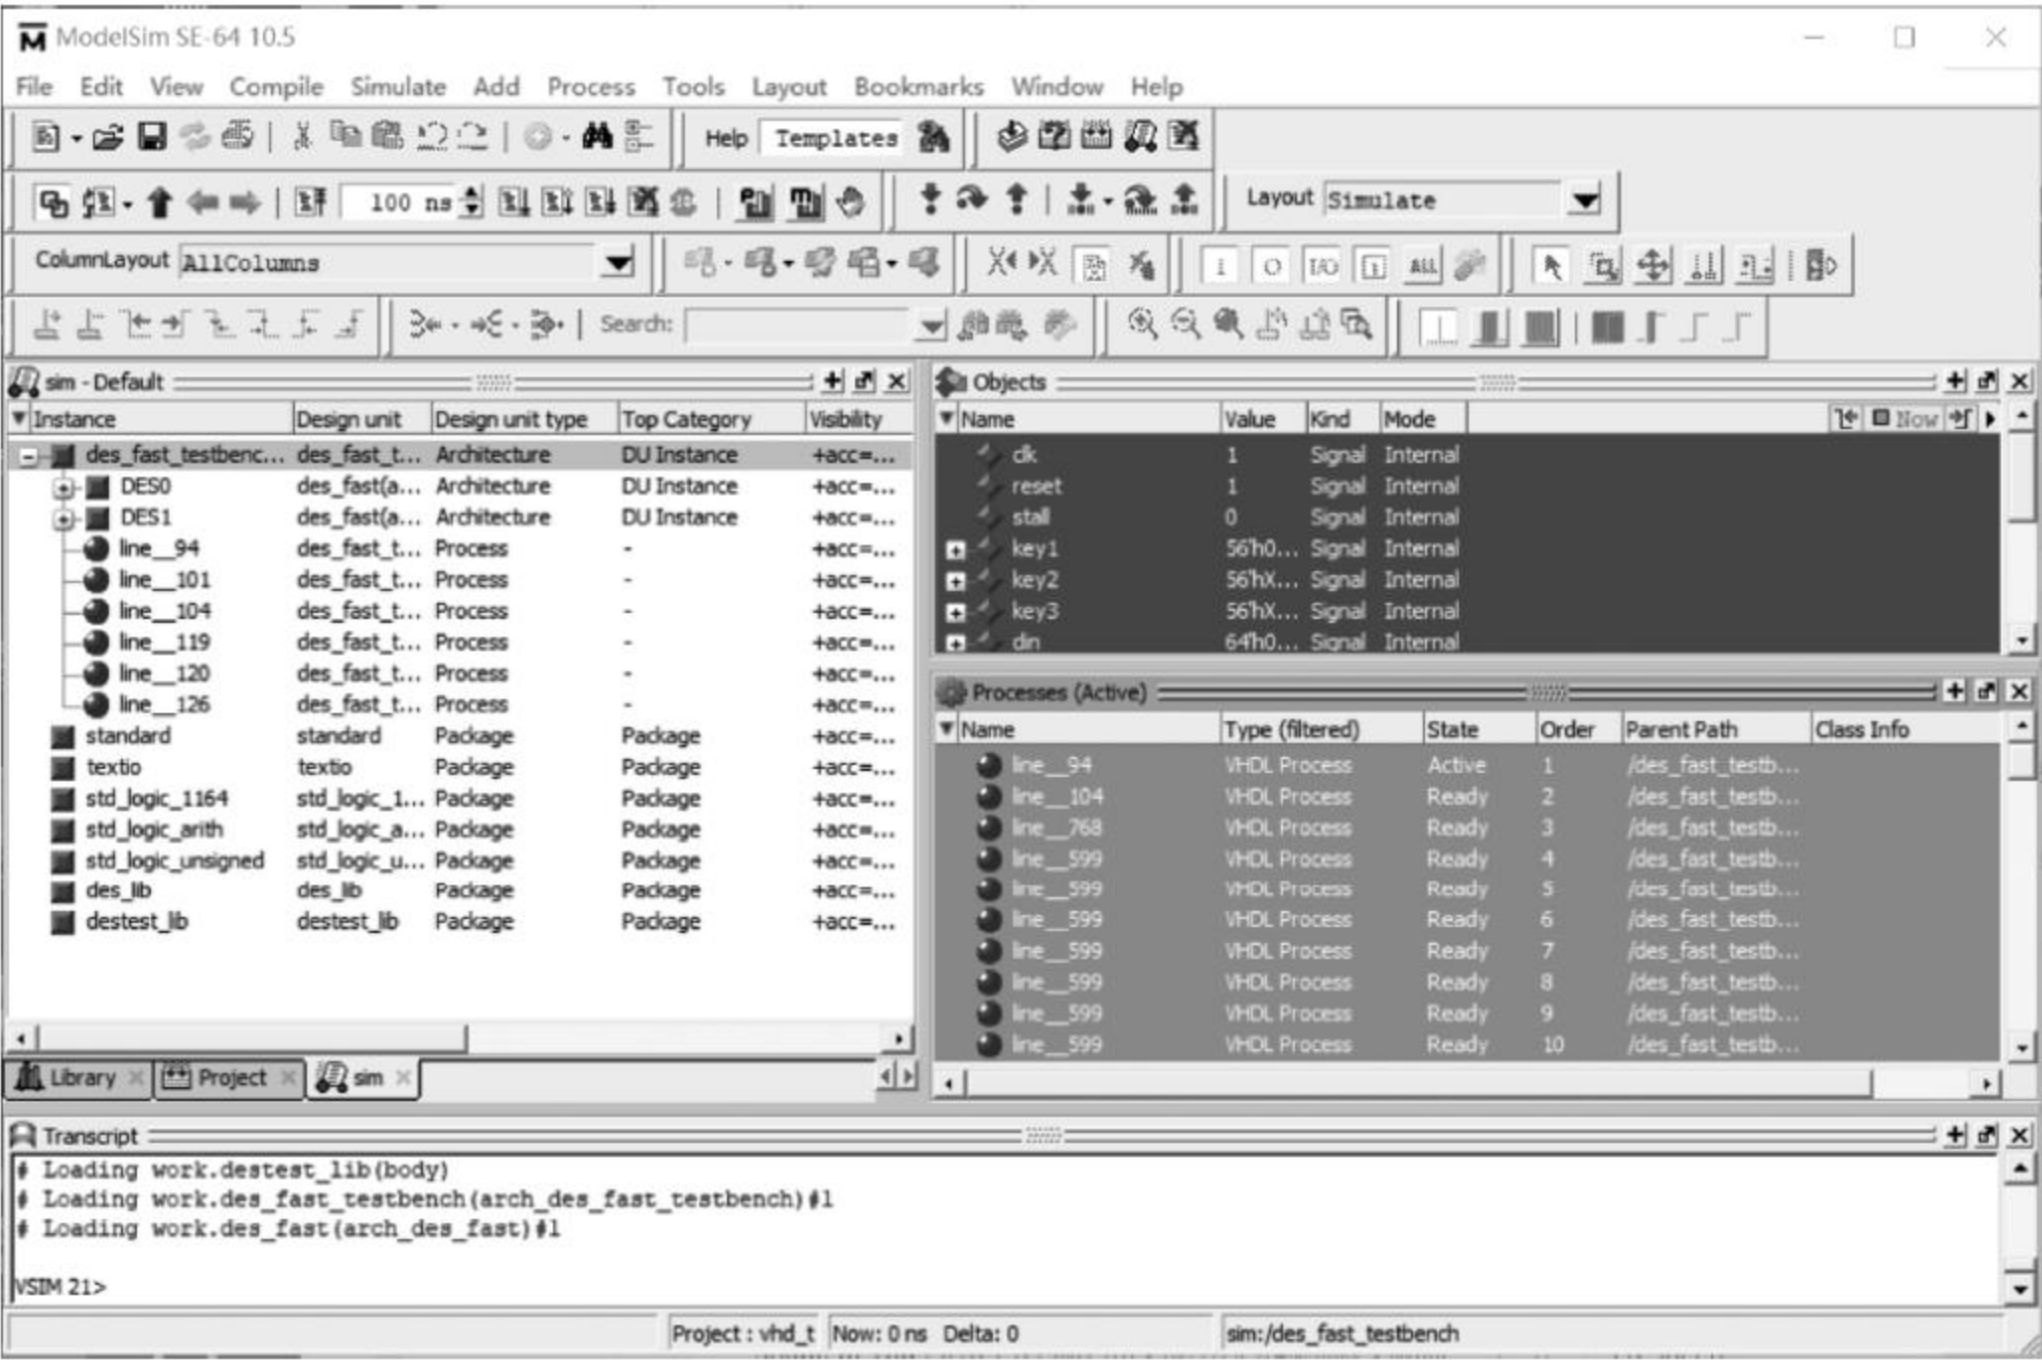 ModelSim SE-64 10.5
File Edit View Compile Simulate Add Process Tools Layout Bookmarks Window Help
Help Templates
100 ns Layout Simulate
ColumnLayout AllColumns I O I/O ALL
Search:
sim - Default
Instance Design unit Design unit type Top Category Visibility
des_fast_testbenc... des_fast_t... Architecture DU Instance +acc=...
DES0 des_fast(a... Architecture DU Instance +acc=...
DES1 des_fast(a... Architecture DU Instance +acc=...
line__94 des_fast_t... Process - +acc=...
line__101 des_fast_t... Process - +acc=...
line__104 des_fast_t... Process - +acc=...
line__119 des_fast_t... Process - +acc=...
line__120 des_fast_t... Process - +acc=...
line__126 des_fast_t... Process - +acc=...
standard standard Package Package +acc=...
textio textio Package Package +acc=...
std_logic_1164 std_logic_1... Package Package +acc=...
std_logic_arith std_logic_a... Package Package +acc=...
std_logic_unsigned std_logic_u... Package Package +acc=...
des_lib des_lib Package Package +acc=...
destest_lib destest_lib Package Package +acc=...
Library Project sim
Objects
Name Value Kind Mode Now
clk 1 Signal Internal
reset 1 Signal Internal
stall 0 Signal Internal
key1 56'h0... Signal Internal
key2 56'hX... Signal Internal
key3 56'hX... Signal Internal
din 64'h0... Signal Internal
Processes (Active)
Name Type (filtered) State Order Parent Path Class Info
line__94 VHDL Process Active 1 /des_fast_testb...
line__104 VHDL Process Ready 2 /des_fast_testb...
line__768 VHDL Process Ready 3 /des_fast_testb...
line__599 VHDL Process Ready 4 /des_fast_testb...
line__599 VHDL Process Ready 5 /des_fast_testb...
line__599 VHDL Process Ready 6 /des_fast_testb...
line__599 VHDL Process Ready 7 /des_fast_testb...
line__599 VHDL Process Ready 8 /des_fast_testb...
line__599 VHDL Process Ready 9 /des_fast_testb...
line__599 VHDL Process Ready 10 /des_fast_testb...
Transcript
# Loading work.destest_lib(body)
# Loading work.des_fast_testbench(arch_des_fast_testbench)#1
# Loading work.des_fast(arch_des_fast)#1
VSIM 21>
Project : vhd_t Now: 0 ns Delta: 0 sim:/des_fast_testbench